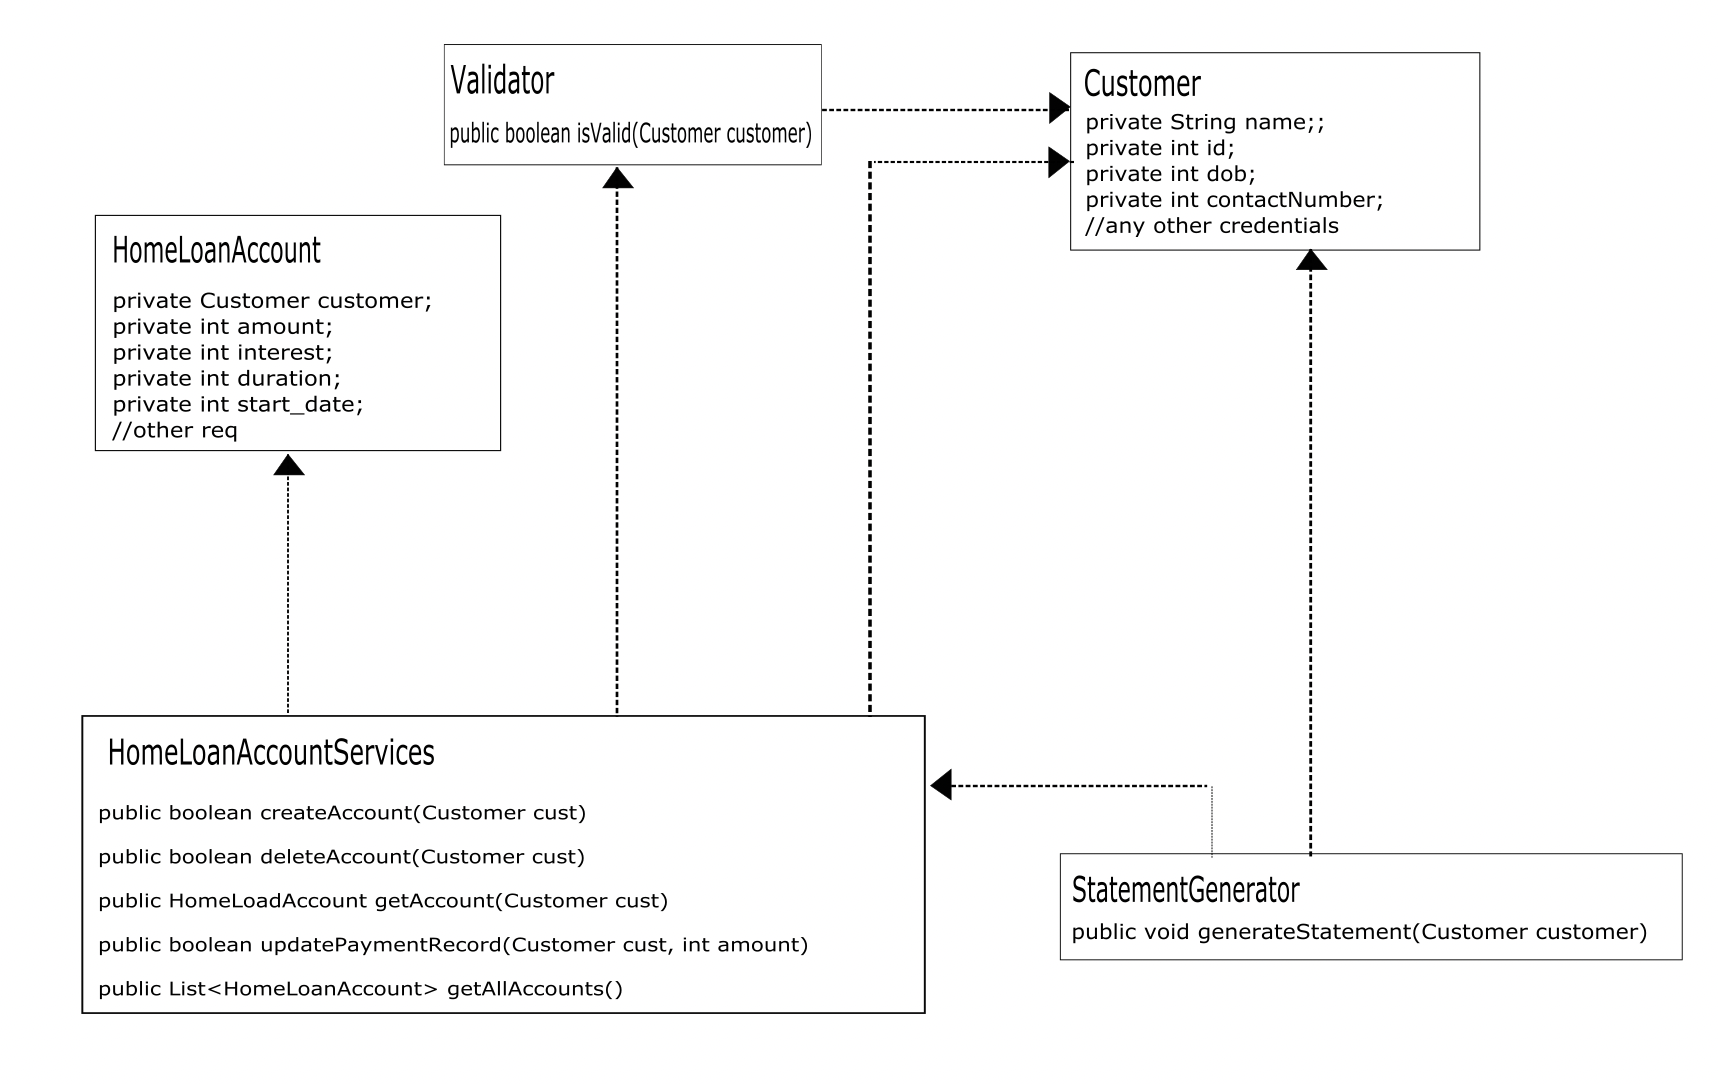 Validator
public boolean isValid(Customer customer)
Customer
private String name;;
private int id;
private int dob;
private int contactNumber;
//any other credentials
HomeLoanAccount
private Customer customer;
private int amount;
private int interest;
private int duration;
private int start_date;
//other req
HomeLoanAccountServices
public boolean createAccount(Customer cust)
public boolean deleteAccount(Customer cust)
public HomeLoadAccount getAccount(Customer cust)
public boolean updatePaymentRecord(Customer cust, int amount)
public List<HomeLoanAccount> getAllAccounts()
StatementGenerator
public void generateStatement(Customer customer)